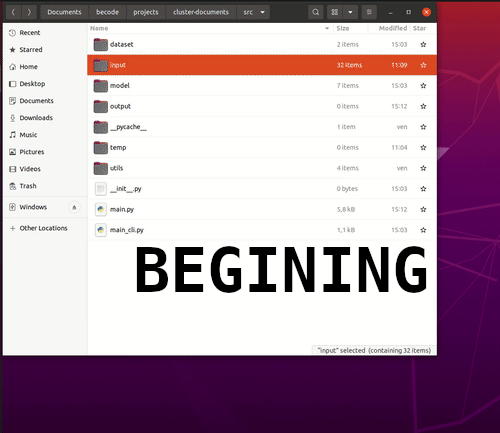 Documents becode projects cluster-documents src
Name Size Modified Star
Recent
Starred
Home
Desktop
Documents
Downloads
Music
Pictures
Videos
Trash
Windows
+ Other Locations
dataset 2 items 15:03
input 32 items 11:09
model 7 items 15:03
output 0 items 15:12
__pycache__ 1 item ven
temp 0 items 11:04
utils 4 items ven
__init__.py 0 bytes 15:03
main.py 5,8 kB 15:12
main_cli.py 1,1 kB 15:03
BEGINING
"input" selected (containing 32 items)